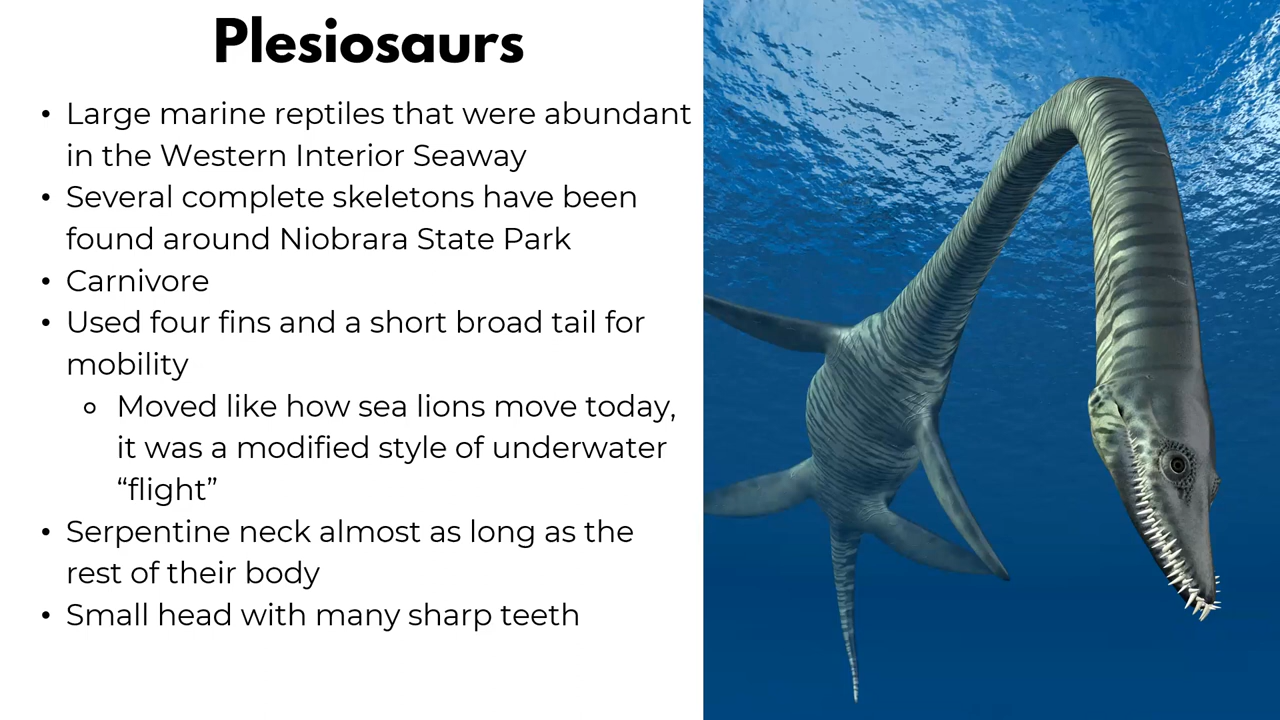 Plesiosaurs
• Large marine reptiles that were abundant
in the Western Interior Seaway
• Several complete skeletons have been
found around Niobrara State Park
• Carnivore
• Used four fins and a short broad tail for
mobility
◦ Moved like how sea lions move today,
it was a modified style of underwater
“flight”
• Serpentine neck almost as long as the
rest of their body
• Small head with many sharp teeth